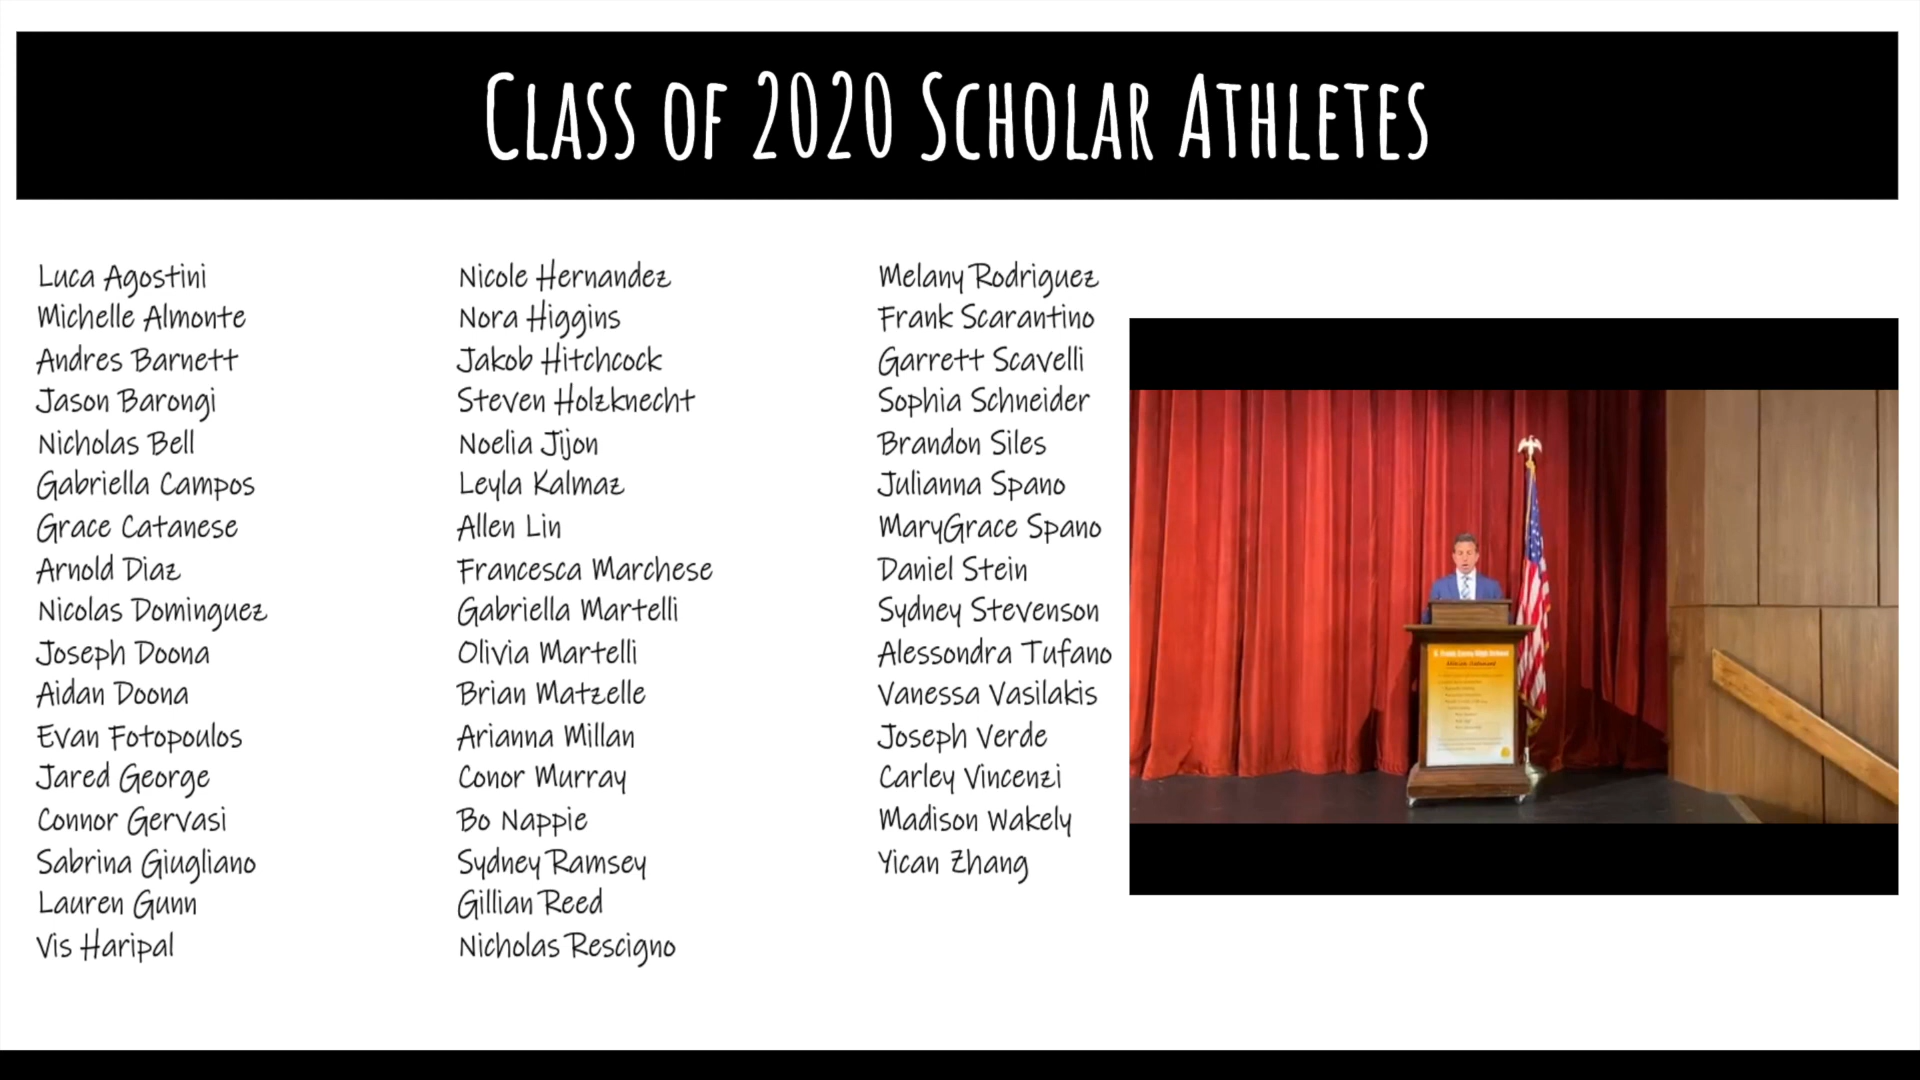 Class of 2020 Scholar Athletes
Luca Agostini
Michelle Almonte
Andres Barnett
Jason Barongi
Nicholas Bell
Gabriella Campos
Grace Catanese
Arnold Diaz
Nicolas Dominguez
Joseph Doona
Aidan Doona
Evan Fotopoulos
Jared George
Connor Gervasi
Sabrina Giugliano
Lauren Gunn
Vis Haripal
Nicole Hernandez
Nora Higgins
Jakob Hitchcock
Steven Holzknecht
Noelia Jijon
Leyla Kalmaz
Allen Lin
Francesca Marchese
Gabriella Martelli
Olivia Martelli
Brian Matzelle
Arianna Millan
Conor Murray
Bo Nappie
Sydney Ramsey
Gillian Reed
Nicholas Rescigno
Melany Rodriguez
Frank Scarantino
Garrett Scavelli
Sophia Schneider
Brandon Siles
Julianna Spano
MaryGrace Spano
Daniel Stein
Sydney Stevenson
Alessondra Tufano
Vanessa Vasilakis
Joseph Verde
Carley Vincenzi
Madison Wakely
Yican Zhang